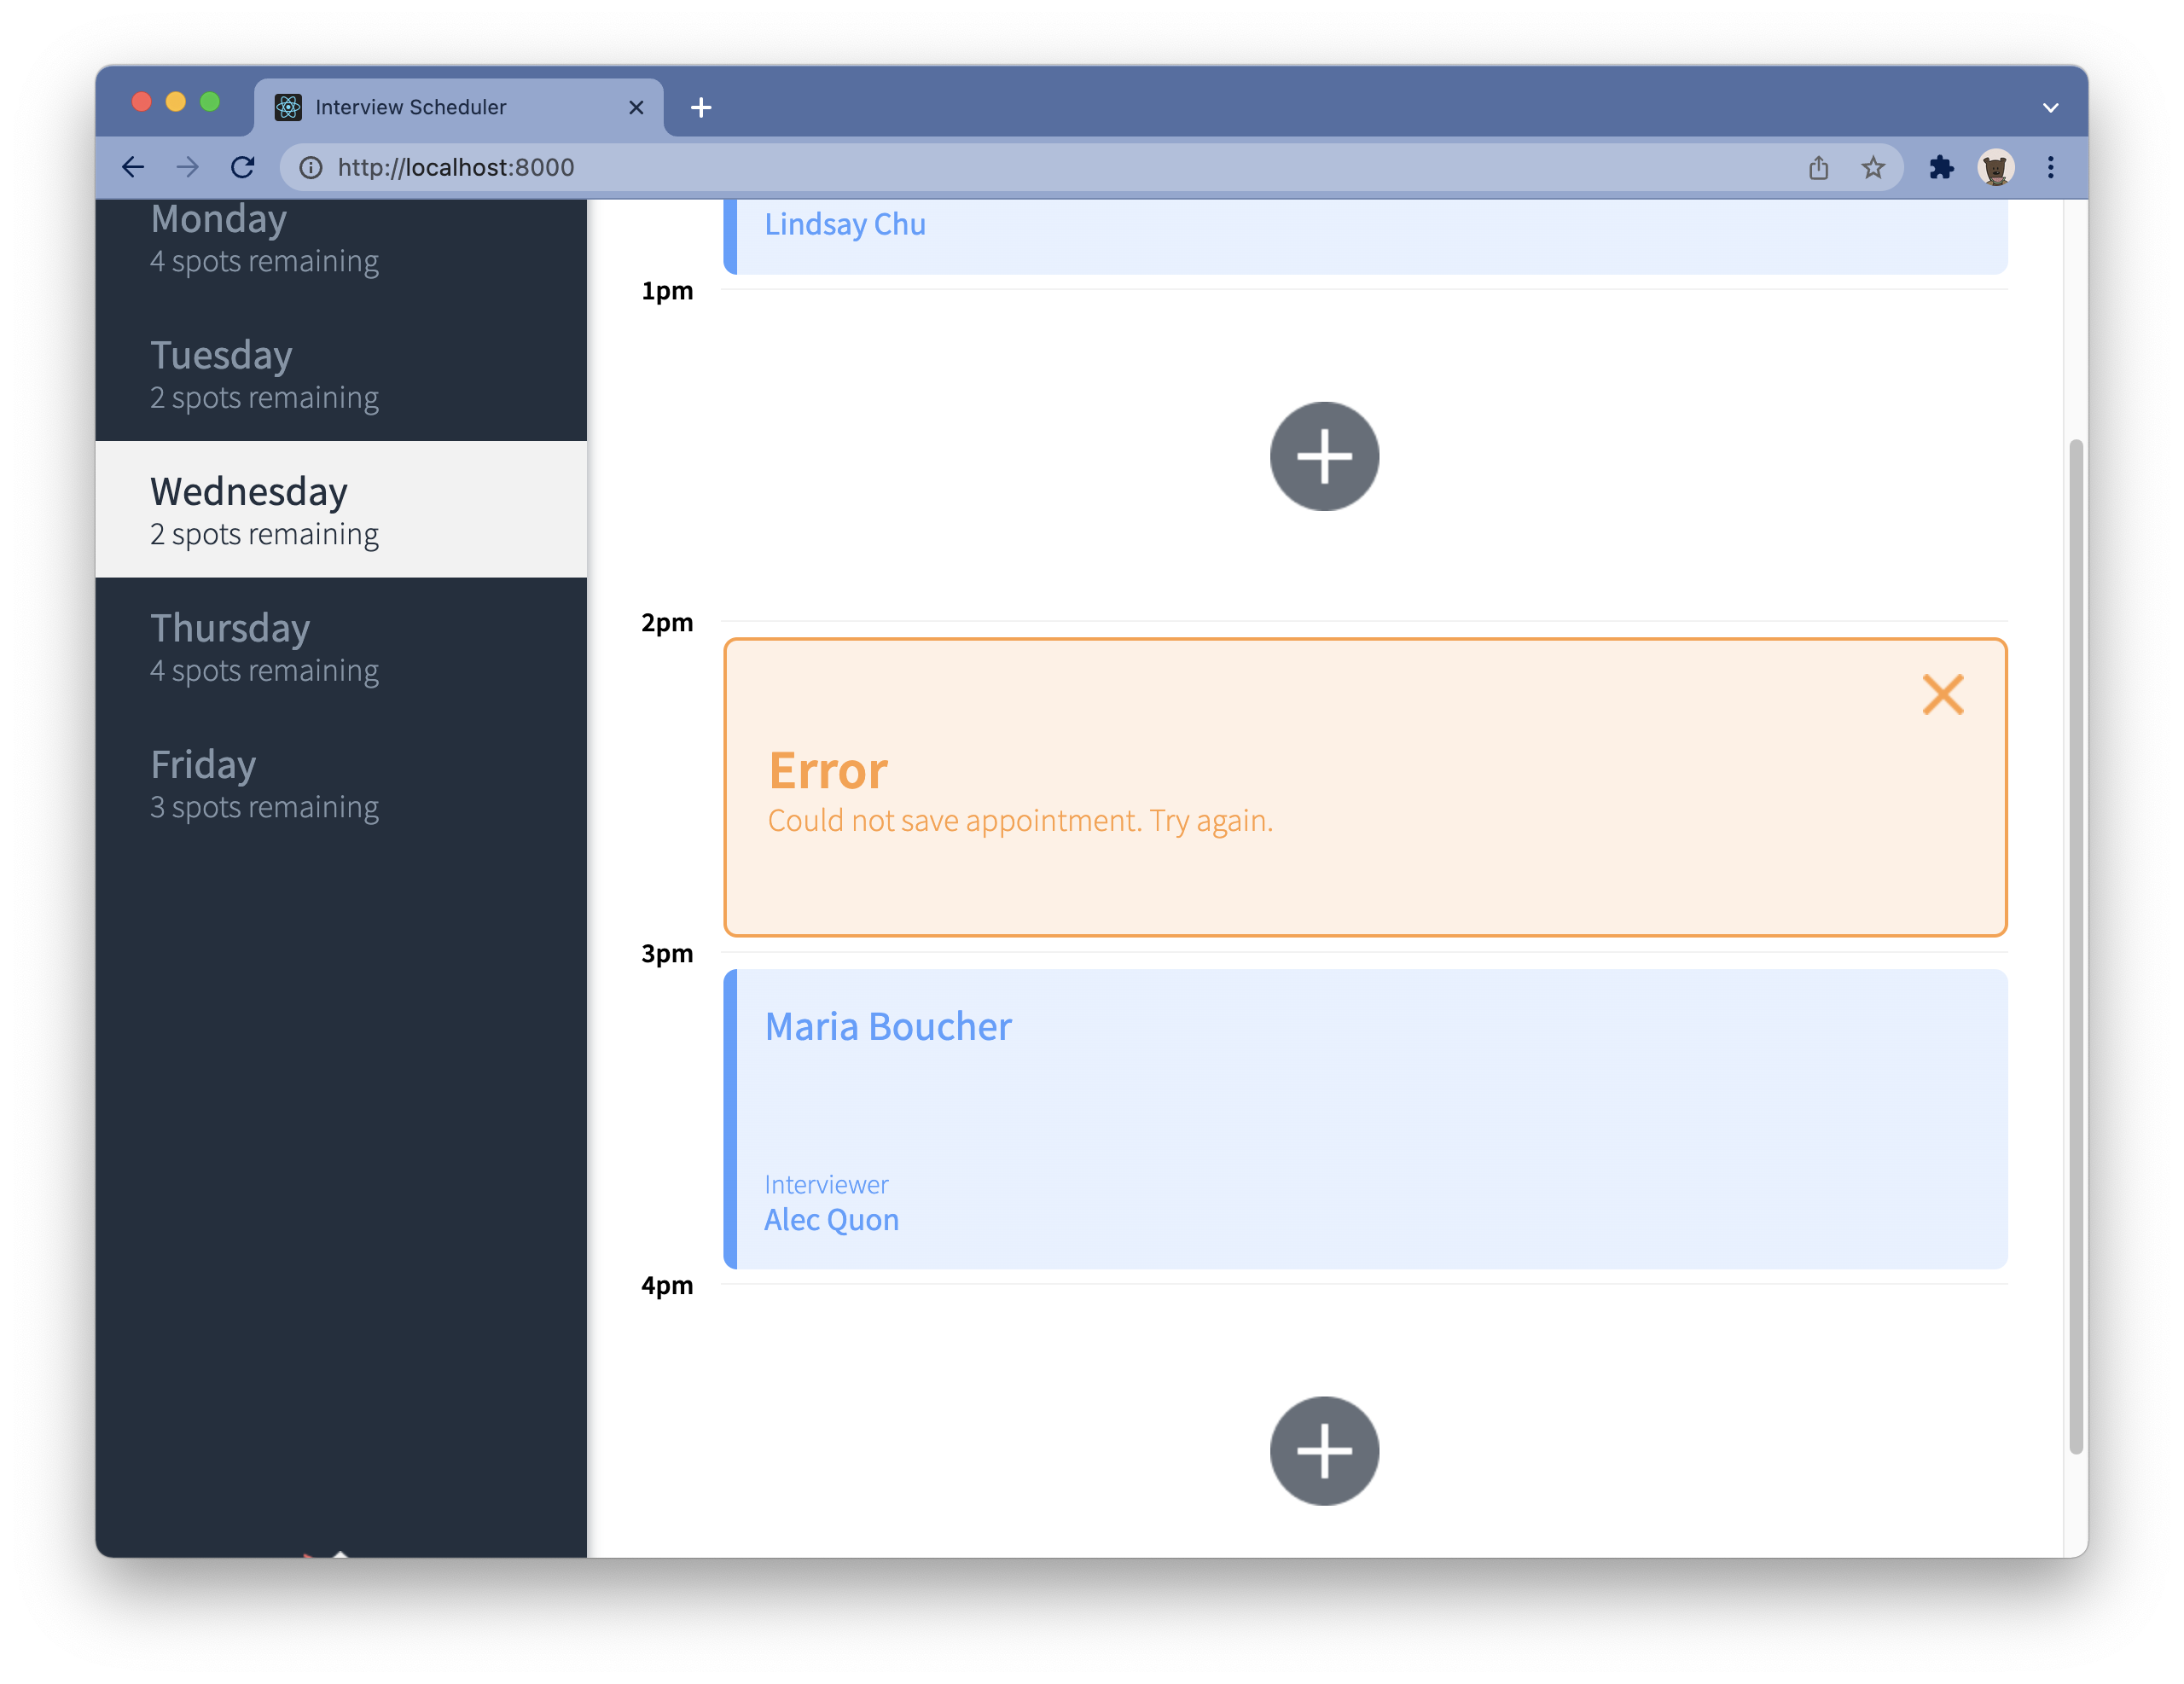 Interview Scheduler
http://localhost:8000
Monday
4 spots remaining
Tuesday
2 spots remaining
Wednesday
2 spots remaining
Thursday
4 spots remaining
Friday
3 spots remaining
Lindsay Chu
1pm
2pm
Error
Could not save appointment. Try again.
3pm
Maria Boucher
Interviewer
Alec Quon
4pm